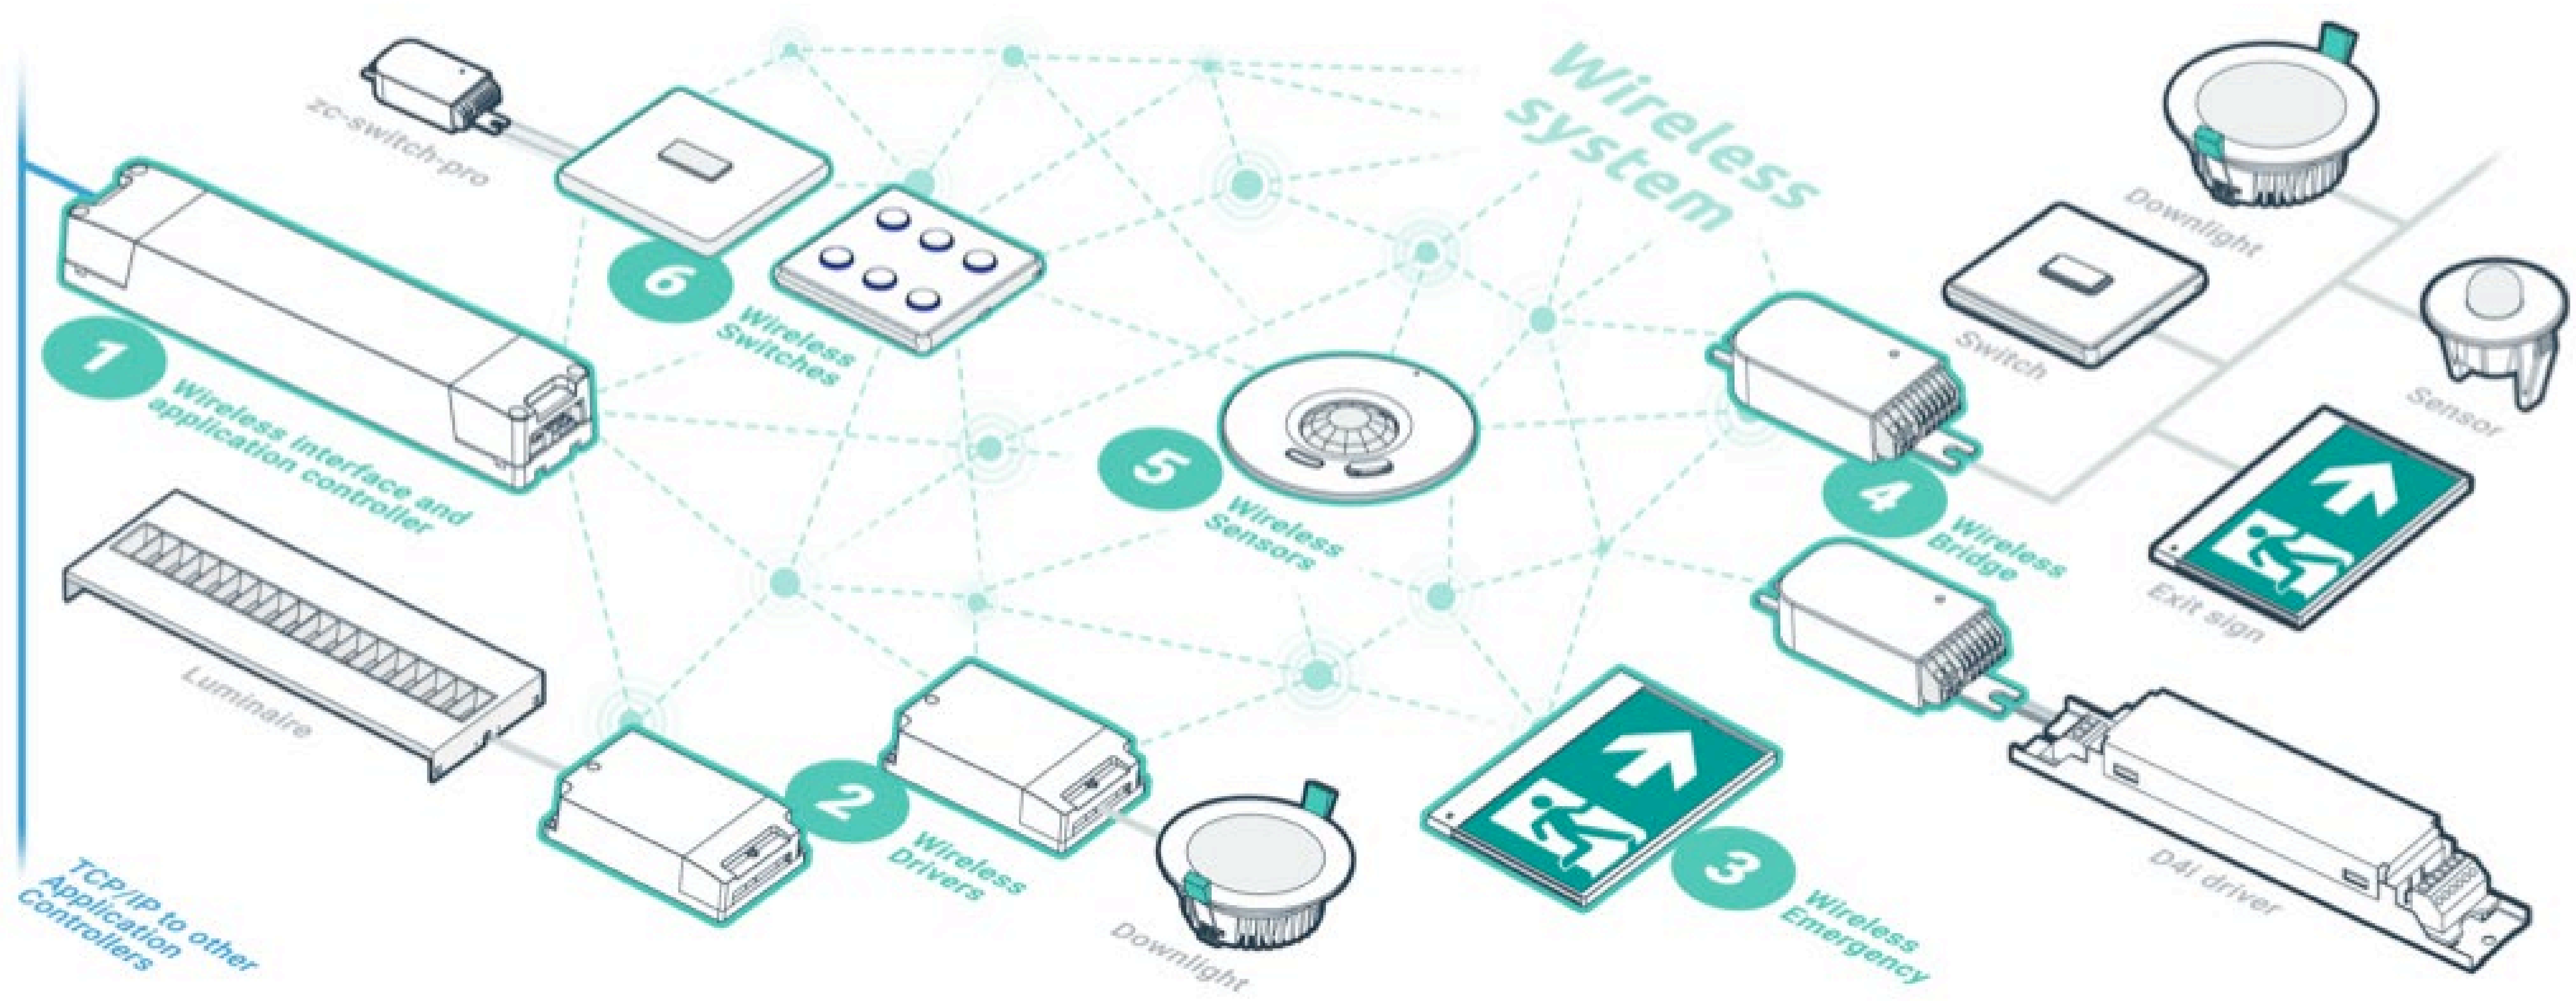 zc-switch-pro
Wireless
system
Downlight
6
Wireless
Switches
Switch
1
Wireless interface and
application controller
Sensor
5
Wireless
Sensors
4
Wireless
Bridge
Exit sign
Luminaire
2
Wireless
Drivers
3
Wireless
Emergency
D4i driver
TCP/IP to other
Application
Controllers
Downlight